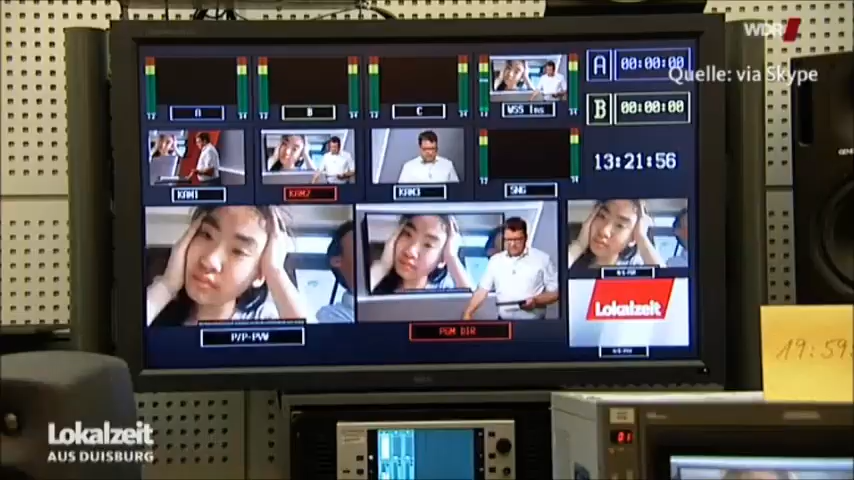 WDR
Quelle: via Skype
A 00:00:00
B 00:00:00
13:21:56
A
B
C
WSS Ins
KAM1
KAM2
KAM3
SNG
P/P-PVW
PGM DIR
Lokalzeit
19:59
01
Lokalzeit
AUS DUISBURG